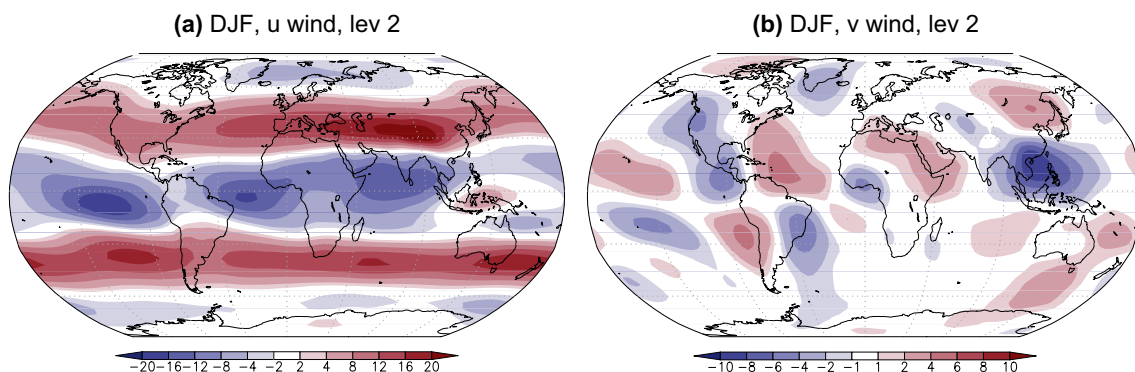 (a) DJF, u wind, lev 2
(b) DJF, v wind, lev 2
−20 −16 −12 −8 −4 −2 2 4 8 12 16 20
−10 −8 −6 −4 −2 −1 1 2 4 6 8 10